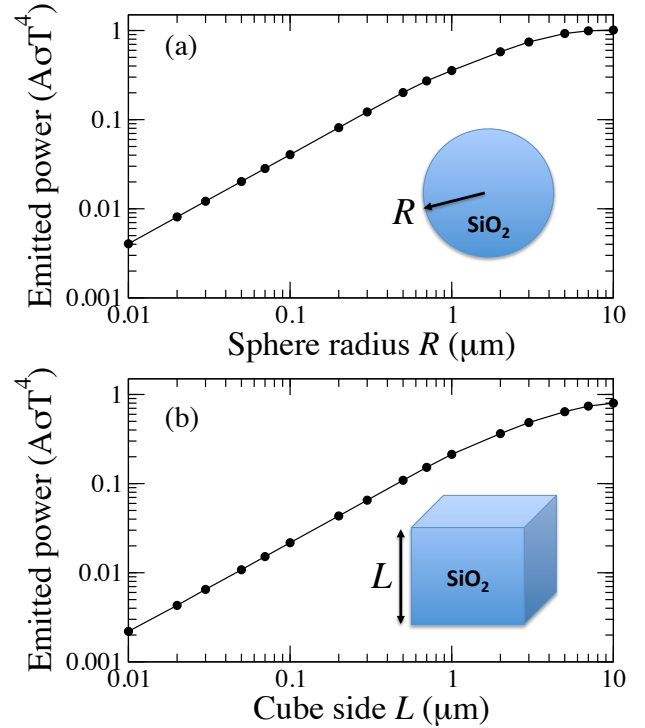 (a)
Emitted power (AσT⁴)
1
0.1
0.01
0.001
R
SiO₂
0.01 0.1 1 10
Sphere radius R (μm)
(b)
Emitted power (AσT⁴)
1
0.1
0.01
0.001
L
SiO₂
0.01 0.1 1 10
Cube side L (μm)